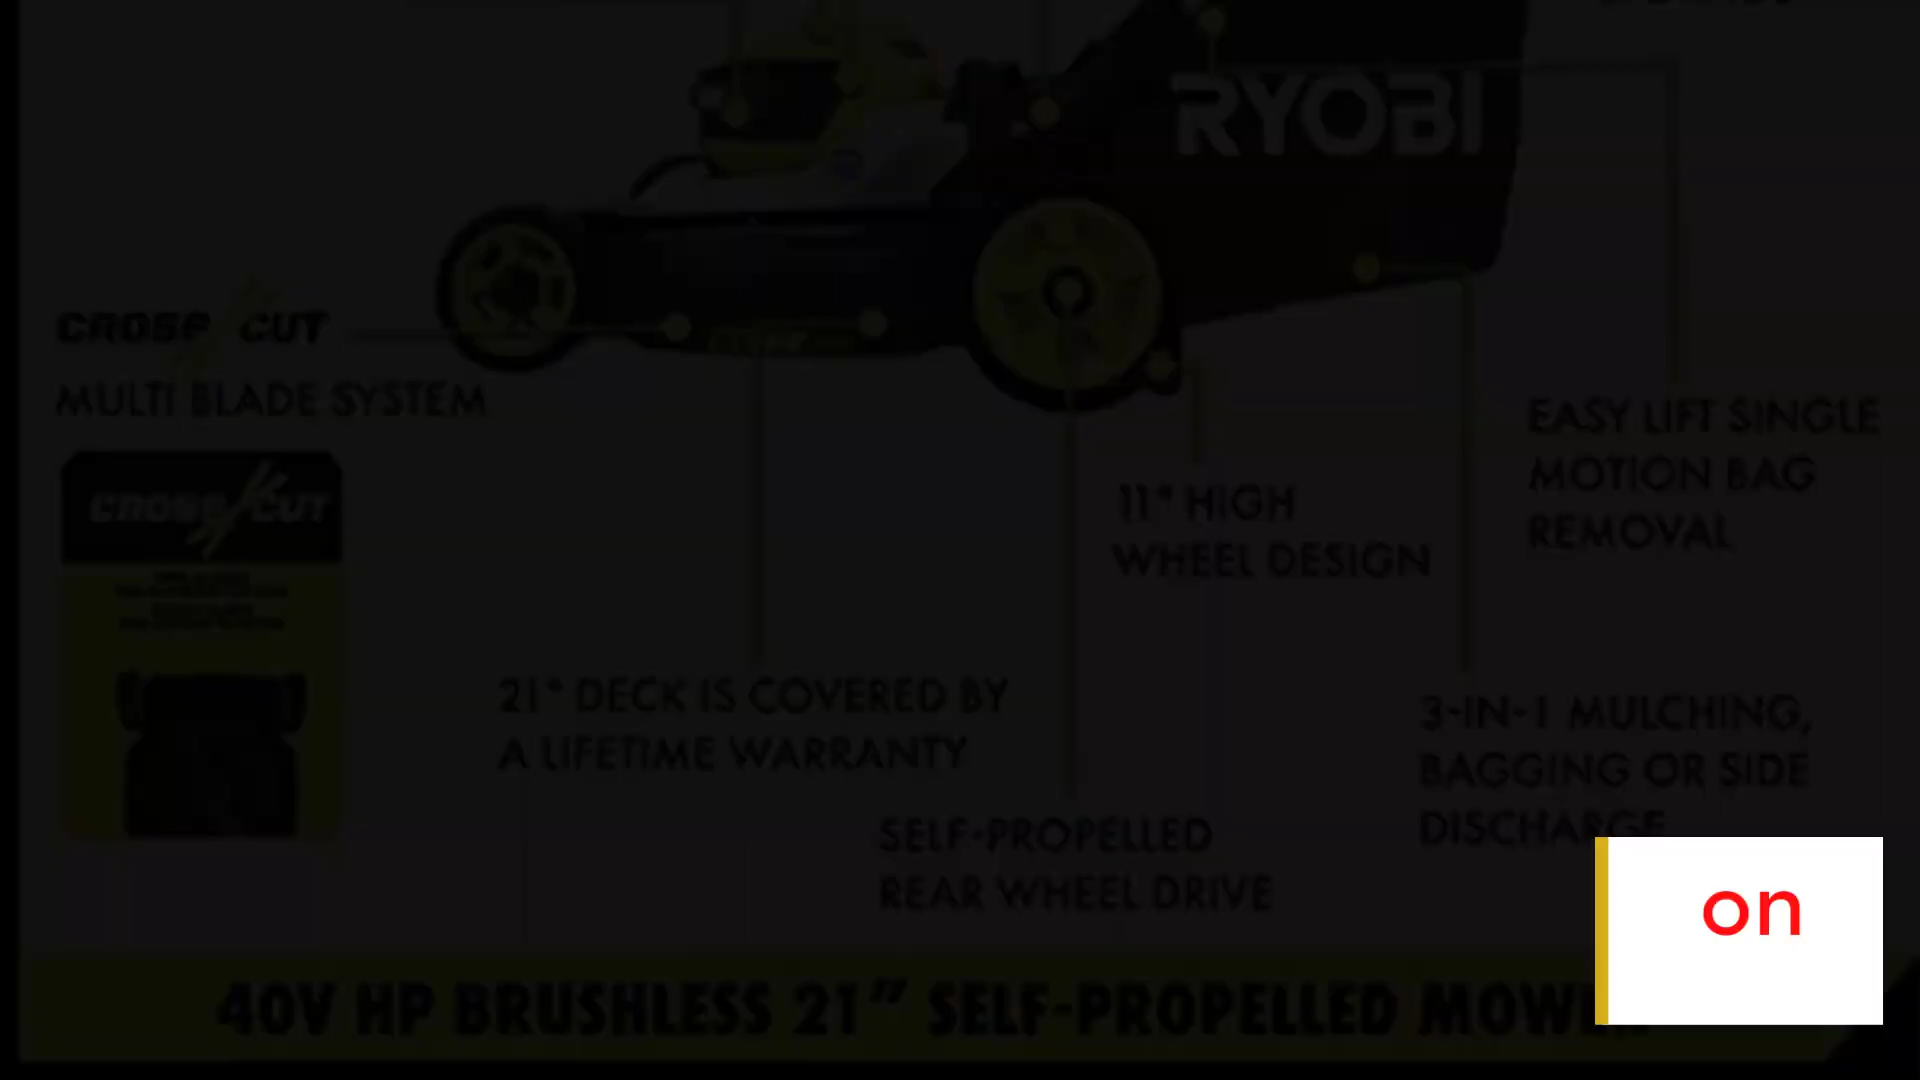 RYOBI
CROSS CUT
MULTI BLADE SYSTEM
CROSS CUT
EASY LIFT SINGLE
MOTION BAG
REMOVAL
11" HIGH
WHEEL DESIGN
21" DECK IS COVERED BY
A LIFETIME WARRANTY
3-IN-1 MULCHING,
BAGGING OR SIDE
DISCHARGE
SELF-PROPELLED
REAR WHEEL DRIVE
on
40V HP BRUSHLESS 21" SELF-PROPELLED